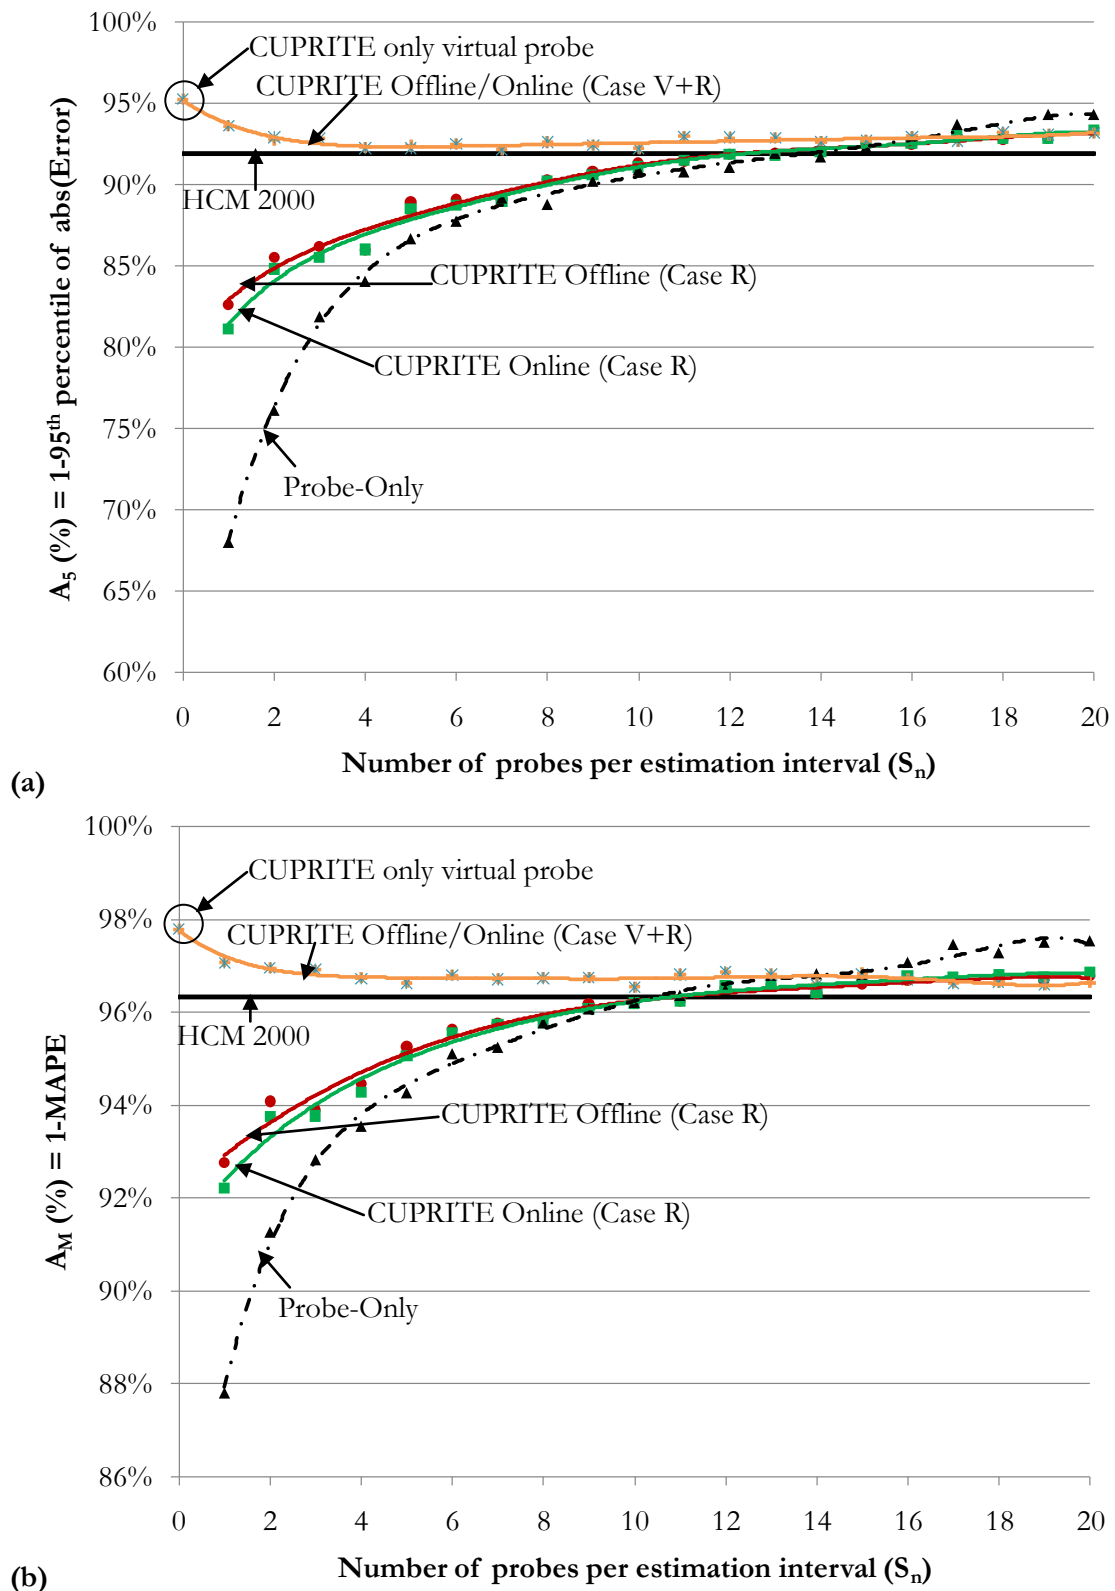 100%
95%
90%
85%
80%
75%
70%
65%
60%
A5 (%) = 1-95th percentile of abs(Error)
CUPRITE only virtual probe
CUPRITE Offline/Online (Case V+R)
HCM 2000
CUPRITE Offline (Case R)
CUPRITE Online (Case R)
Probe-Only
0 2 4 6 8 10 12 14 16 18 20
Number of probes per estimation interval (Sn)
(a)
100%
98%
96%
94%
92%
90%
88%
86%
AM (%) = 1-MAPE
CUPRITE only virtual probe
CUPRITE Offline/Online (Case V+R)
HCM 2000
CUPRITE Offline (Case R)
CUPRITE Online (Case R)
Probe-Only
0 2 4 6 8 10 12 14 16 18 20
Number of probes per estimation interval (Sn)
(b)